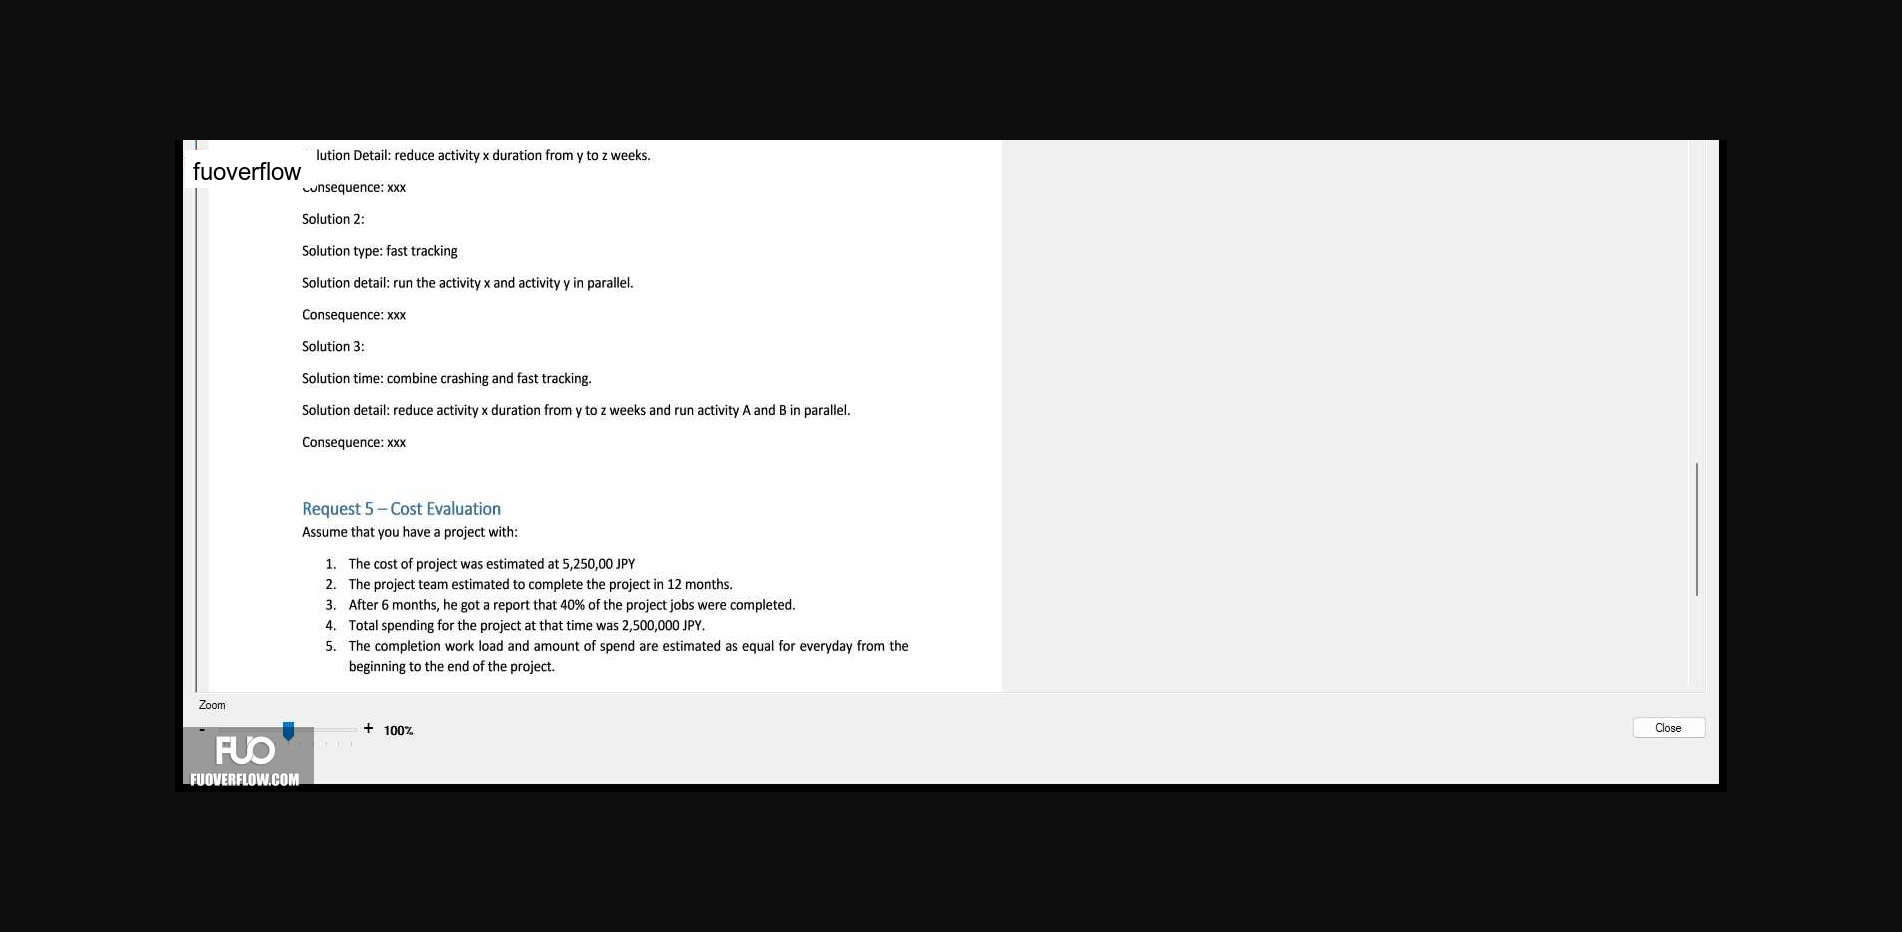 lution Detail: reduce activity x duration from y to z weeks.
fuoverflow
Consequence: xxx
Solution 2:
Solution type: fast tracking
Solution detail: run the activity x and activity y in parallel.
Consequence: xxx
Solution 3:
Solution time: combine crashing and fast tracking.
Solution detail: reduce activity x duration from y to z weeks and run activity A and B in parallel.
Consequence: xxx
Request 5 – Cost Evaluation
Assume that you have a project with:
1. The cost of project was estimated at 5,250,00 JPY
2. The project team estimated to complete the project in 12 months.
3. After 6 months, he got a report that 40% of the project jobs were completed.
4. Total spending for the project at that time was 2,500,000 JPY.
5. The completion work load and amount of spend are estimated as equal for everyday from the
beginning to the end of the project.
Zoom
- + 100%
Close
FUO
FUOVERFLOW.COM